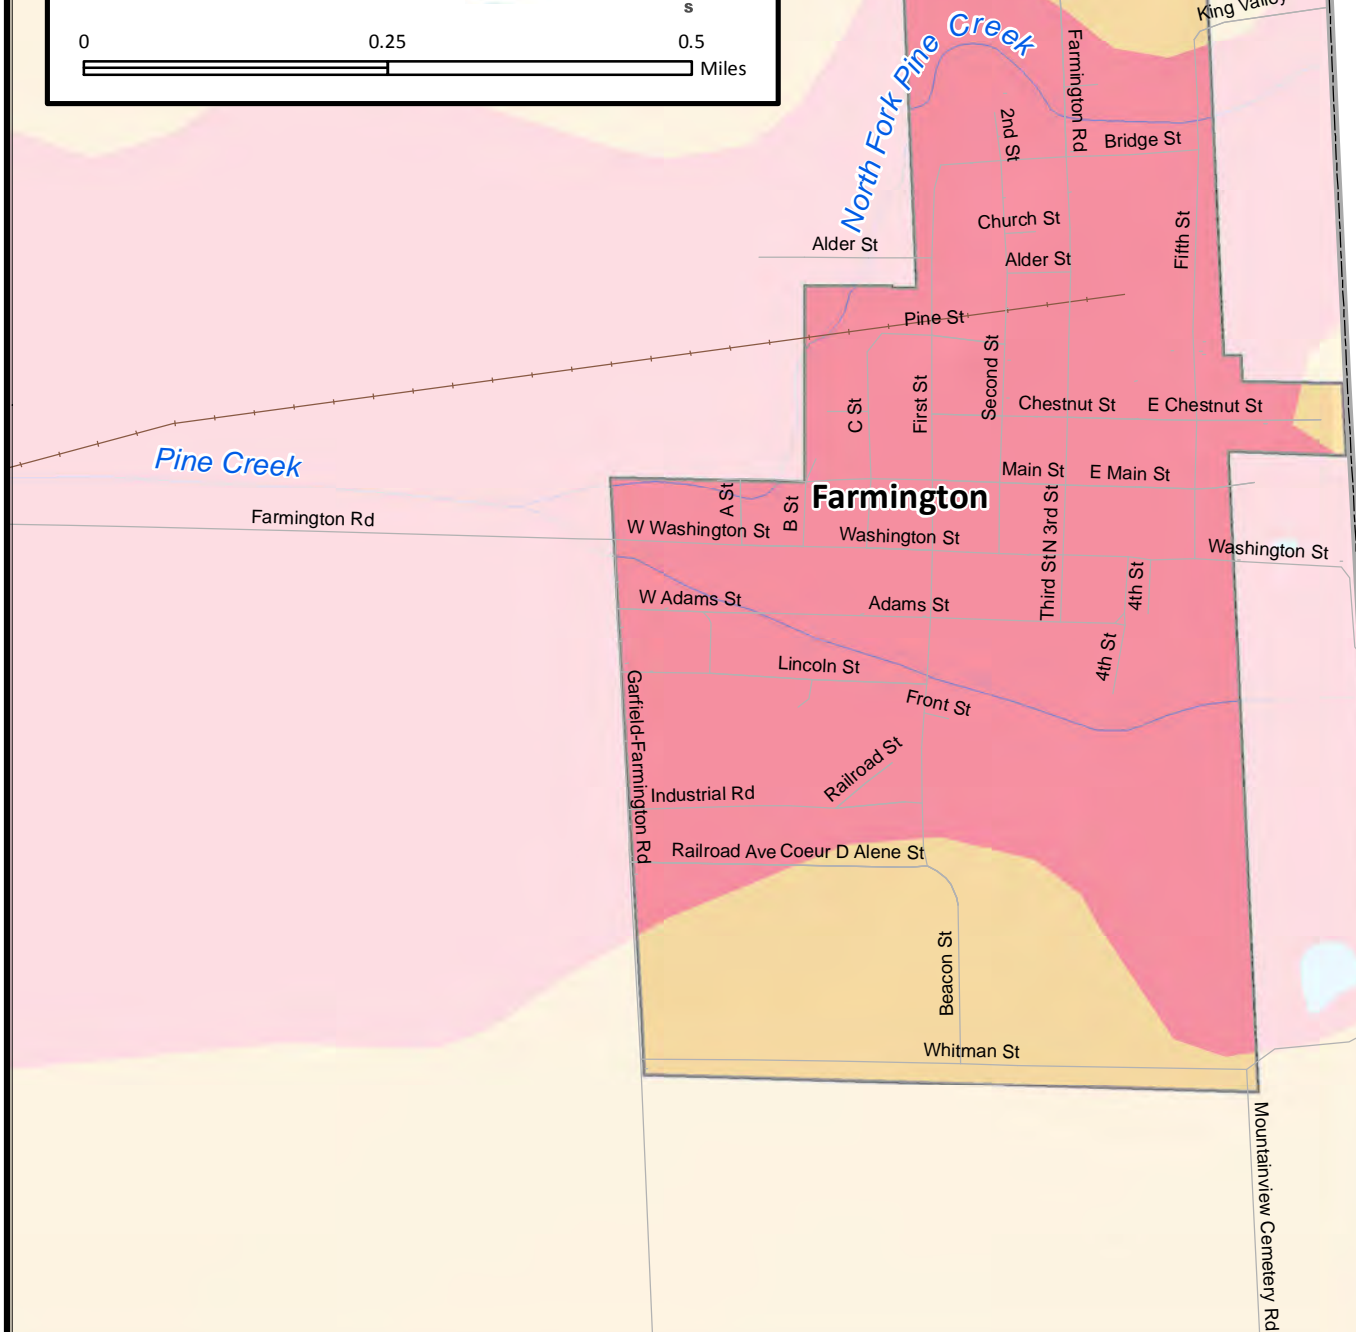 s
0 0.25 0.5
Miles
King Valley
North Fork Pine Creek
Farmington Rd
2nd St
Bridge St
Church St
Fifth St
Alder St
Alder St
Pine St
Second St
First St
C St
Chestnut St
E Chestnut St
Pine Creek
Main St
E Main St
A St
B St
Farmington
N 3rd St
Farmington Rd
W Washington St
Washington St
Washington St
Third St
4th St
W Adams St
Adams St
4th St
Lincoln St
Garfield-Farmington Rd
Front St
Railroad St
Industrial Rd
Railroad Ave
Coeur D Alene St
Beacon St
Whitman St
Mountainview Cemetery Rd